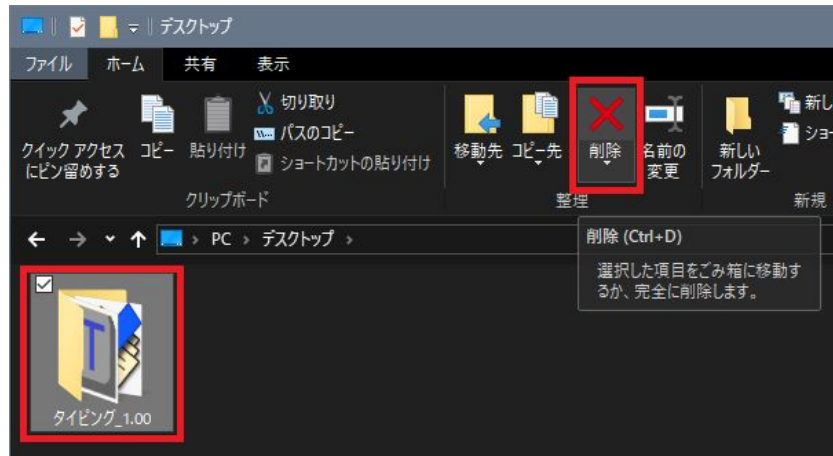 デスクトップ
ファイル ホーム 共有 表示
クイック アクセス
にピン留めする
コピー
貼り付け
切り取り
パスのコピー
ショートカットの貼り付け
クリップボード
移動先
コピー先
削除
名前の
変更
整理
新しい
フォルダー
新し
ショー
新規
PC › デスクトップ ›
削除 (Ctrl+D)
選択した項目をごみ箱に移動す
るか、完全に削除します。
タイピング_1.00